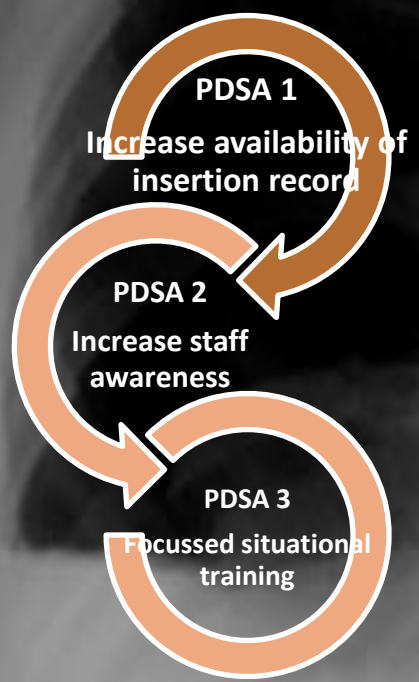 PDSA 1
Increase availability of
insertion record
PDSA 2
Increase staff
awareness
PDSA 3
Focussed situational
training